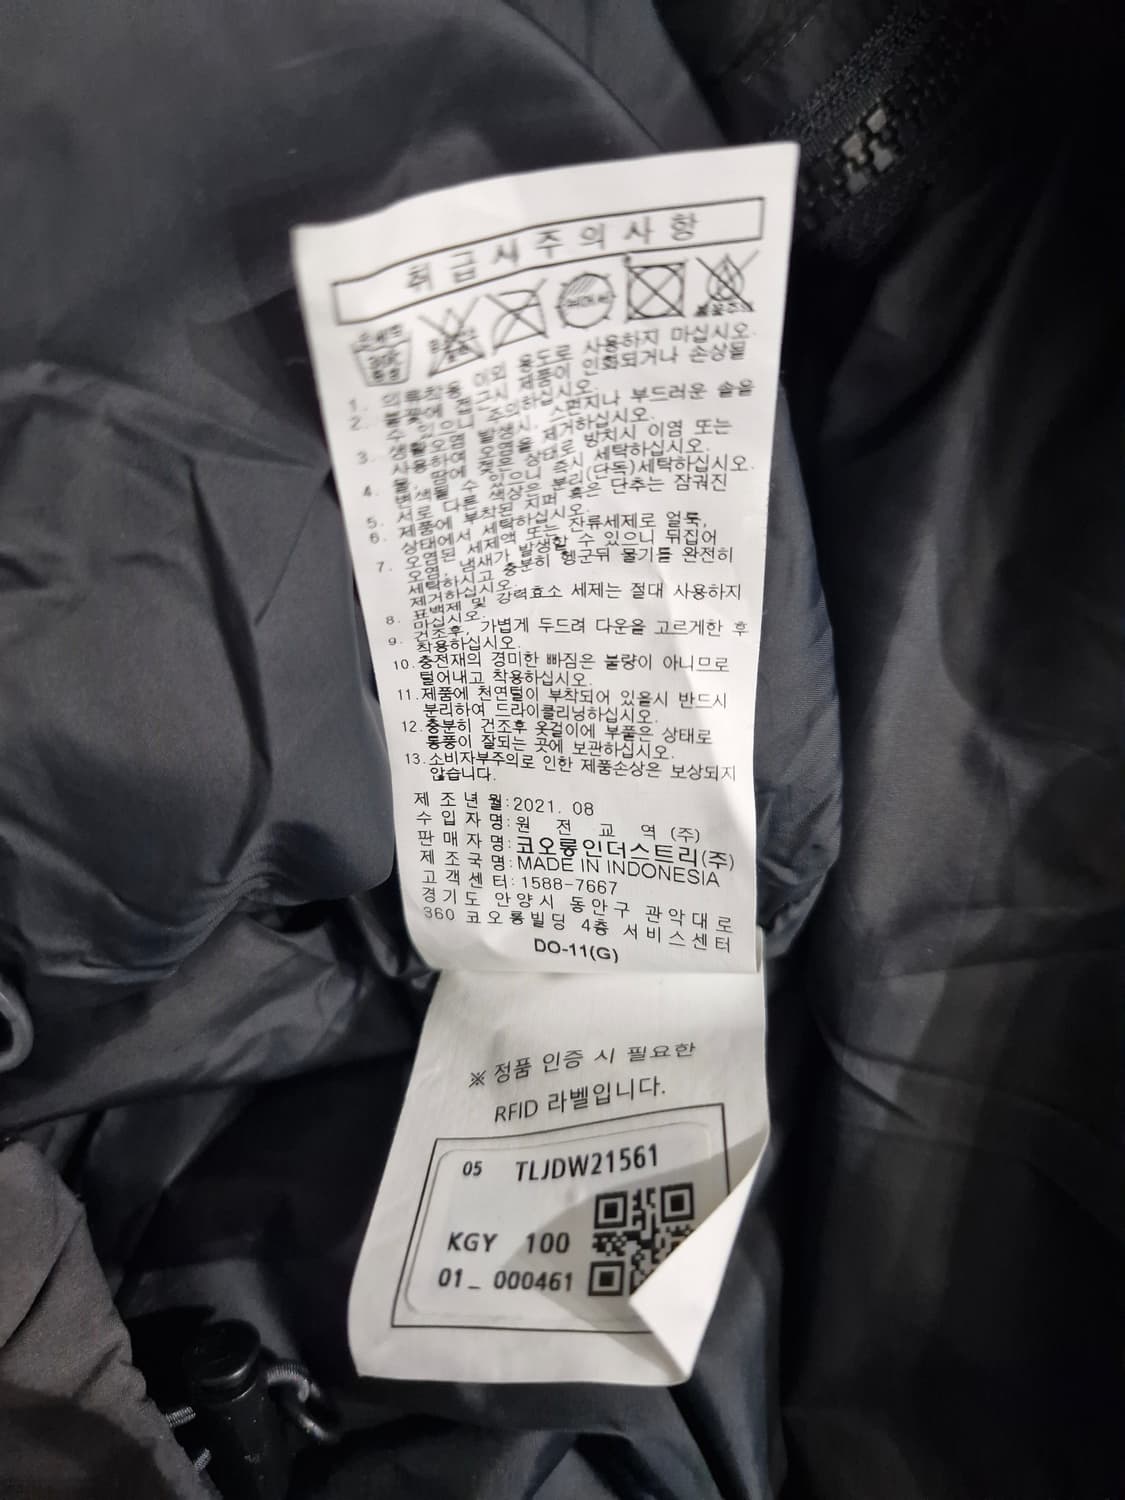 취급시주의사항
1. 의류착용 이외 용도로 사용하지 마십시오.
2. 불꽃에 접근시 제품이 인화되거나 손상될
수 있으니 주의하십시오.
3. 생활오염 발생시, 스펀지나 부드러운 솔을
사용하여 오염을 제거하십시오.
4. 물, 땀에 젖은 상태로 방치시 이염 또는
변색될 수 있으니 즉시 세탁하십시오.
5. 서로 다른 색상은 분리(단독)세탁하십시오.
6. 제품에 부착된 지퍼 혹은 단추는 잠궈진
상태에서 세탁하십시오.
7. 오염된 세제액 또는 잔류세제로 얼룩,
오염, 냄새가 발생할 수 있으니 뒤집어
세탁하시고 충분히 헹군뒤 물기를 완전히
제거하십시오.
8. 표백제 및 강력효소 세제는 절대 사용하지
마십시오.
9. 건조후, 가볍게 두드려 다운을 고르게한 후
착용하십시오.
10. 충전재의 경미한 빠짐은 불량이 아니므로
털어내고 착용하십시오.
11. 제품에 천연털이 부착되어 있을시 반드시
분리하여 드라이클리닝하십시오.
12. 충분히 건조후 옷걸이에 부풀은 상태로
통풍이 잘되는 곳에 보관하십시오.
13. 소비자부주의로 인한 제품손상은 보상되지
않습니다.
제조년월: 2021. 08
수입자명: 원전교역 (주)
판매자명: 코오롱인더스트리(주)
제조국명: MADE IN INDONESIA
고객센터: 1588-7667
경기도 안양시 동안구 관악대로
360 코오롱빌딩 4층 서비스센터
DO-11(G)
※ 정품 인증 시 필요한
RFID 라벨입니다.
05 TLJDW21561
KGY 100
01_ 000461